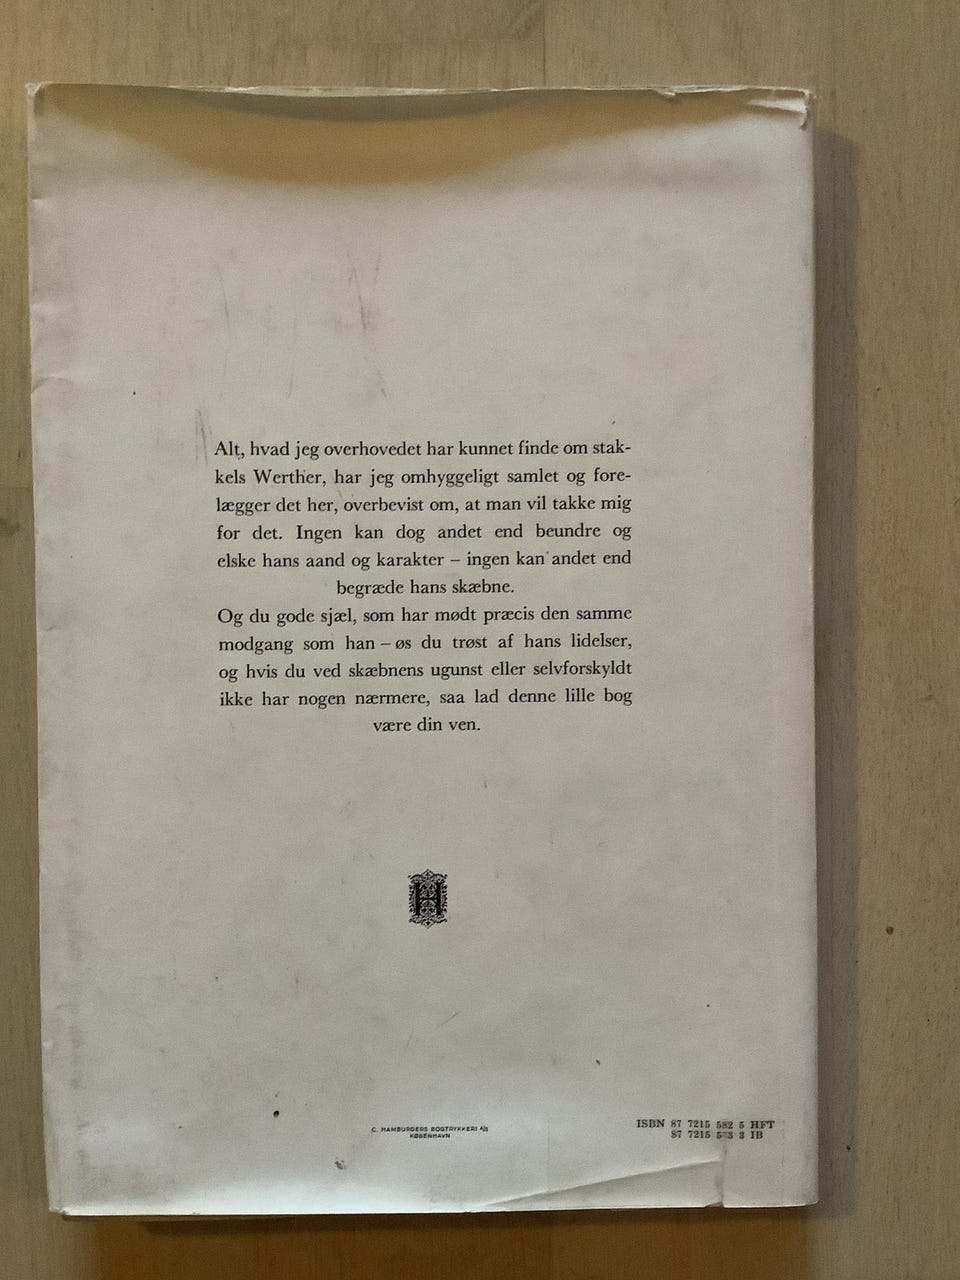 Alt, hvad jeg overhovedet har kunnet finde om stak-
kels Werther, har jeg omhyggeligt samlet og fore-
lægger det her, overbevist om, at man vil takke mig
for det. Ingen kan dog andet end beundre og
elske hans aand og karakter – ingen kan andet end
begræde hans skæbne.
Og du gode sjæl, som har mødt præcis den samme
modgang som han – øs du trøst af hans lidelser,
og hvis du ved skæbnens ugunst eller selvforskyldt
ikke har nogen nærmere, saa lad denne lille bog
være din ven.
H
C. HAMBURGERS BOGTRYKKERI A/S
KØBENHAVN
ISBN 87 7215 582 5 HFT
87 7215 3 IB